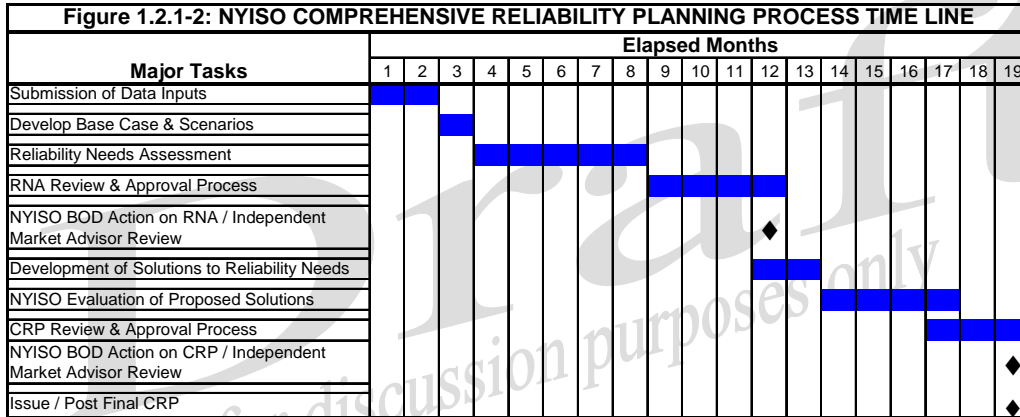 Figure 1.2.1-2: NYISO COMPREHENSIVE RELIABILITY PLANNING PROCESS TIME LINE
Elapsed Months
Major Tasks 1 2 3 4 5 6 7 8 9 10 11 12 13 14 15 16 17 18 19
Submission of Data Inputs
Develop Base Case & Scenarios
Reliability Needs Assessment
RNA Review & Approval Process
NYISO BOD Action on RNA / Independent
Market Advisor Review
Development of Solutions to Reliability Needs
NYISO Evaluation of Proposed Solutions
CRP Review & Approval Process
NYISO BOD Action on CRP / Independent
Market Advisor Review
Issue / Post Final CRP
Draft
for discussion purposes only